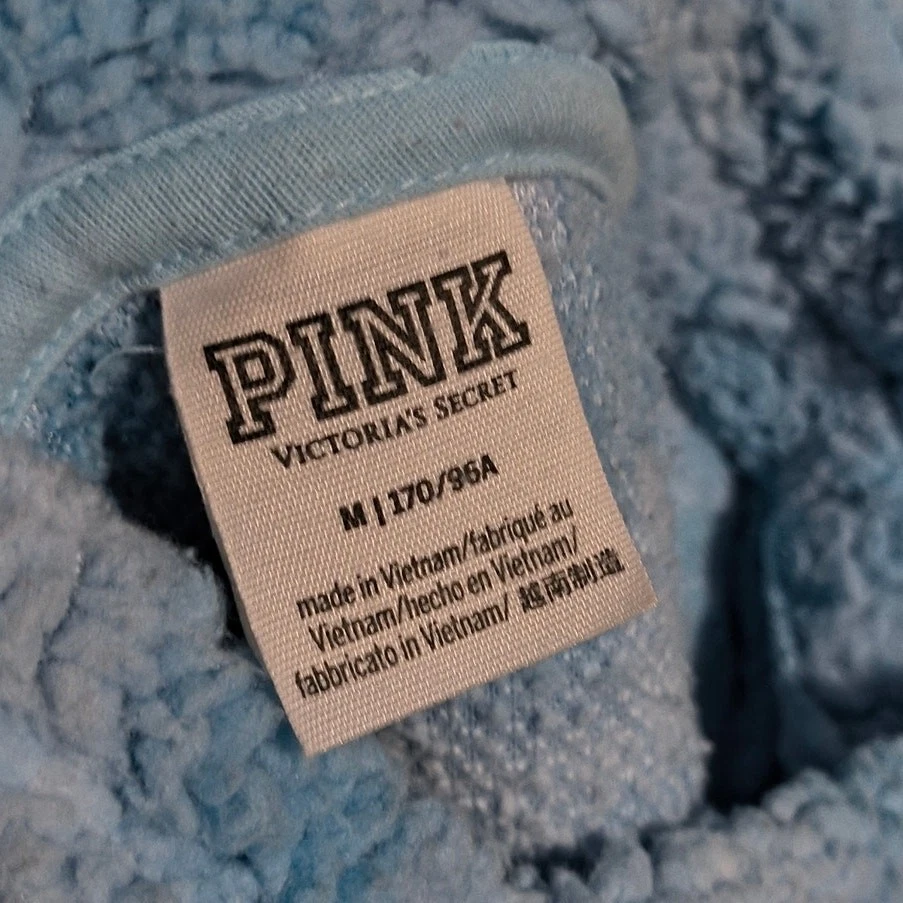 PINK
VICTORIA'S SECRET
M | 170/96A
made in Vietnam/fabriqué au
Vietnam/hecho en Vietnam/
fabbricato in Vietnam/ 越南制造